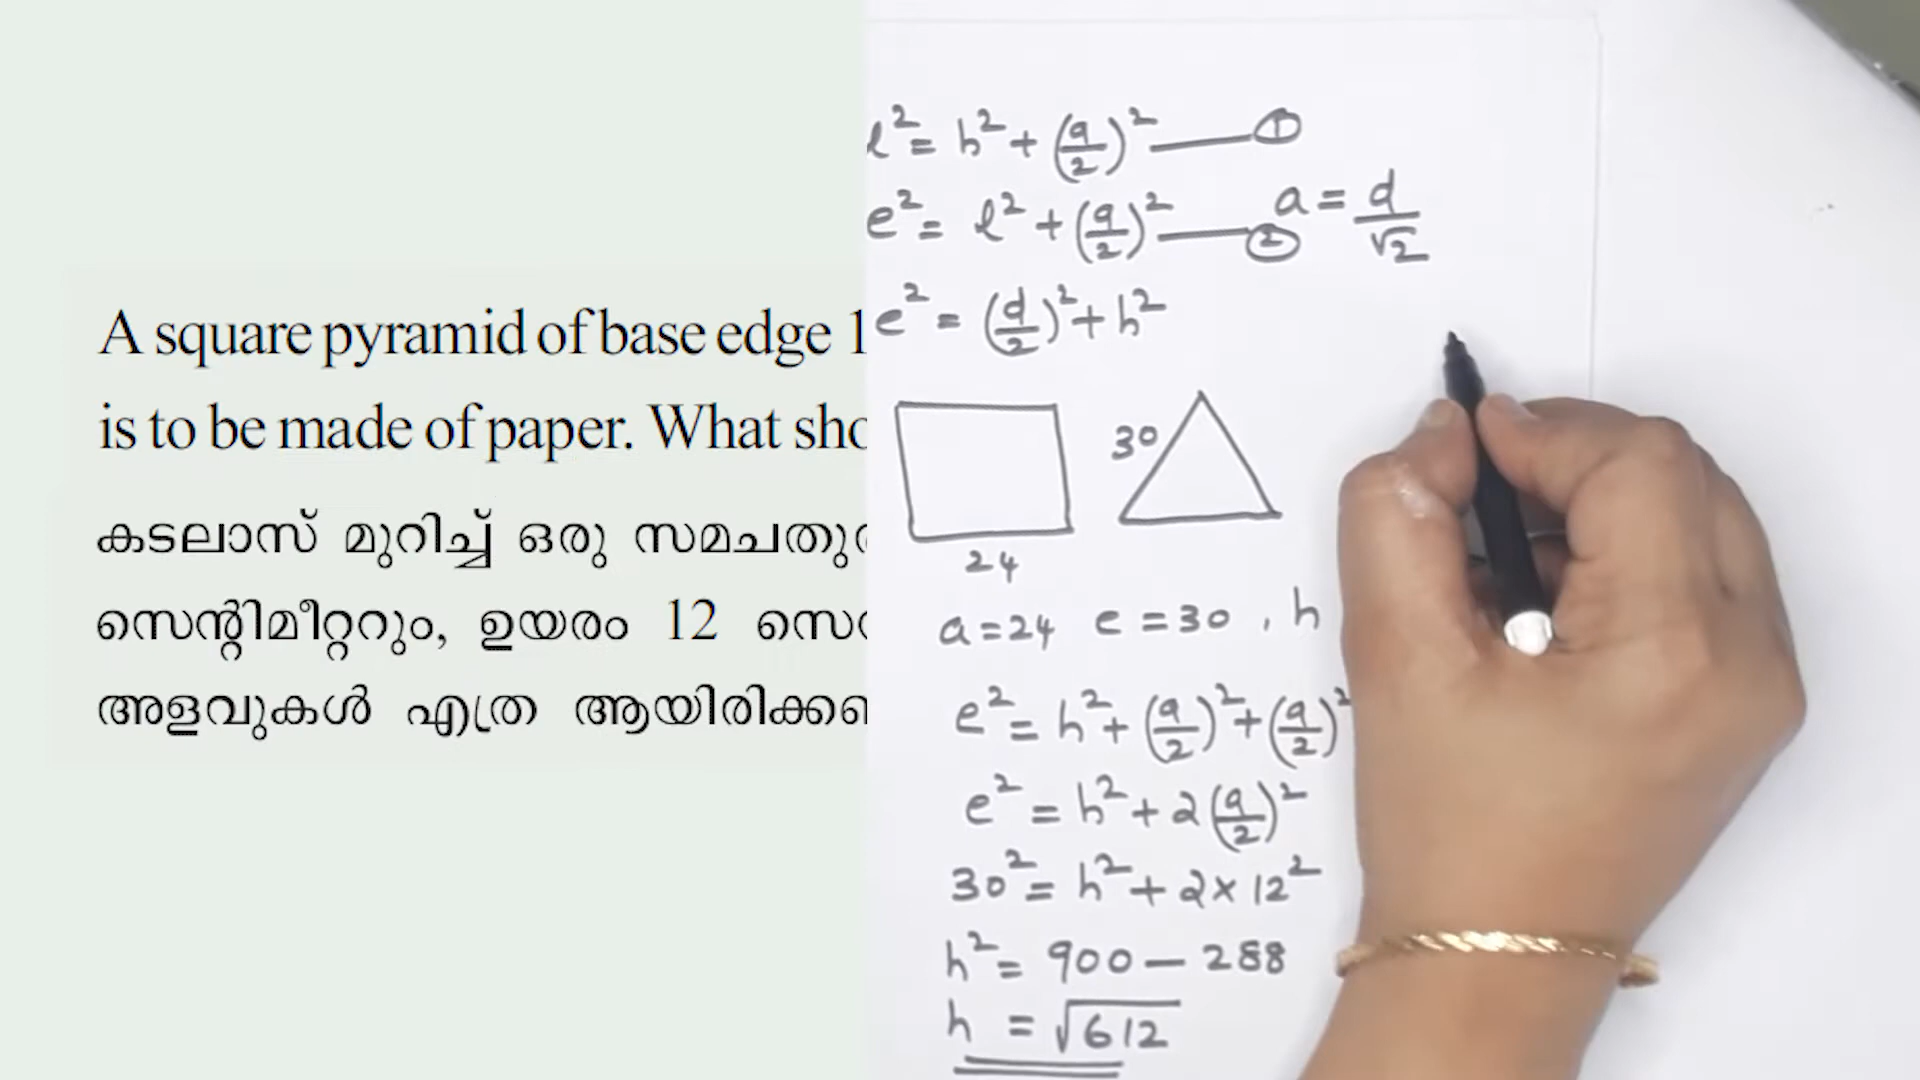 A square pyramid of base edge 1
is to be made of paper. What sho
കടലാസ് മുറിച്ച് ഒരു സമചതുര
സെന്റിമീറ്ററും, ഉയരം 12 സെ
അളവുകൾ എത്ര ആയിരിക്കണ
l² = h² + (a/2)² — ①
e² = l² + (a/2)² — ②
a = d/√2
e² = (d/2)² + h²
30
24
a = 24 e = 30 , h
e² = h² + (a/2)² + (a/2)²
e² = h² + 2(a/2)²
30² = h² + 2 × 12²
h² = 900 — 288
h = √612